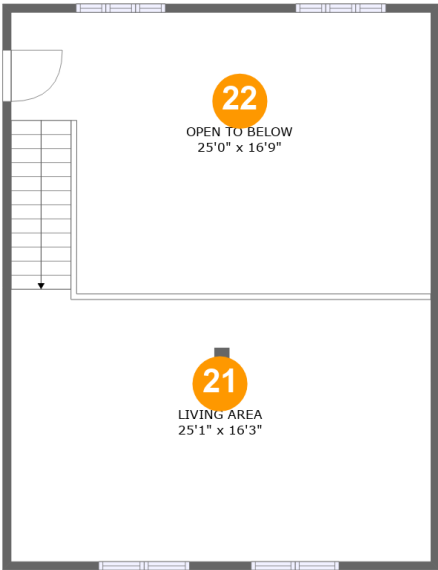 22
OPEN TO BELOW
25'0" x 16'9"
21
LIVING AREA
25'1" x 16'3"